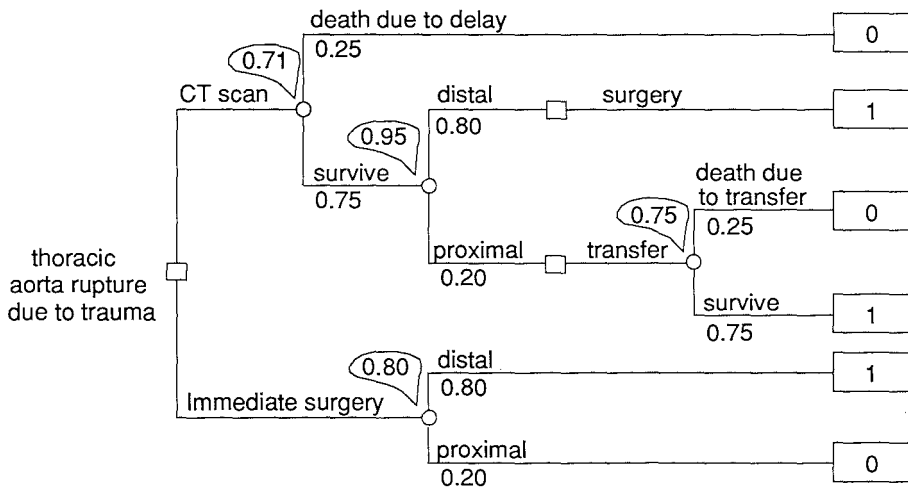 death due to delay
0.25
0
0.71
CT scan
distal
surgery
1
0.80
0.95
survive
0.75
death due
to transfer
0.25
0
0.75
proximal
transfer
0.20
thoracic
aorta rupture
due to trauma
survive
0.75
1
distal
0.80
1
0.80
Immediate surgery
proximal
0.20
0